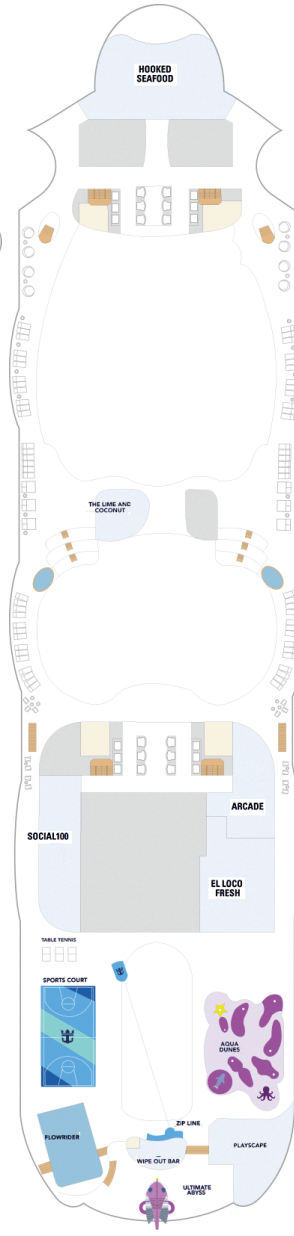 HOOKED
SEAFOOD
THE LIME AND
COCONUT
ARCADE
SOCIAL100
EL LOCO
FRESH
TABLE TENNIS
SPORTS COURT
AQUA
DUNES
ZIP LINE
FLOWRIDER
PLAYSCAPE
WIPE OUT BAR
ULTIMATE
ABYSS